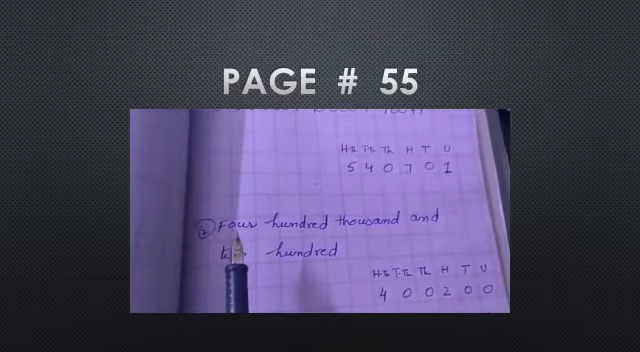 PAGE # 55
H-Th T-Th Th H T U
5 4 0 7 0 1
2 Four hundred thousand and
hundred
H-Th T-Th Th H T U
4 0 0 2 0 0